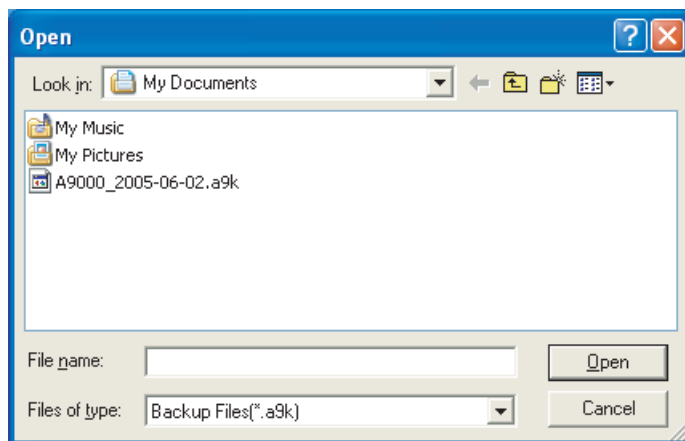 Open
Look in: My Documents
My Music
My Pictures
A9000_2005-06-02.a9k
File name: Open
Files of type: Backup Files(*.a9k) Cancel